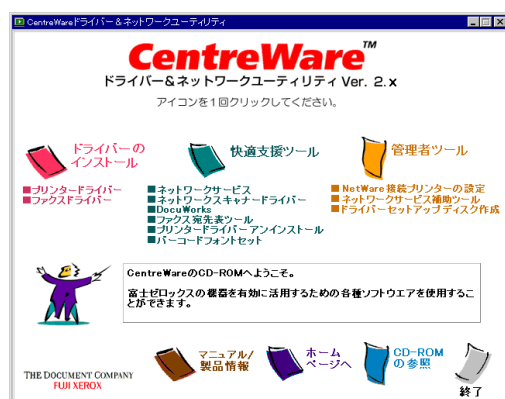 CentreWareドライバー＆ネットワークユーティリティ
CentreWare™
ドライバー&ネットワークユーティリティ Ver. 2.x
アイコンを１回クリックしてください。
ドライバーの
インストール
■プリンタードライバー
■ファクスドライバー
快適支援ツール
■ネットワークサービス
■ネットワークスキャナードライバー
■DocuWorks
■ファクス宛先表ツール
■プリンタードライバーアンインストール
■バーコードフォントセット
管理者ツール
■NetWare接続プリンターの設定
■ネットワークサービス補助ツール
■ドライバーセットアップディスク作成
CentreWareのCD-ROMへようこそ。
富士ゼロックスの機器を有効に活用するための各種ソフトウエアを使用するこ
とができます。
マニュアル/
製品情報
ホーム
ページへ
CD-ROM
の参照
終了
THE DOCUMENT COMPANY
FUJI XEROX